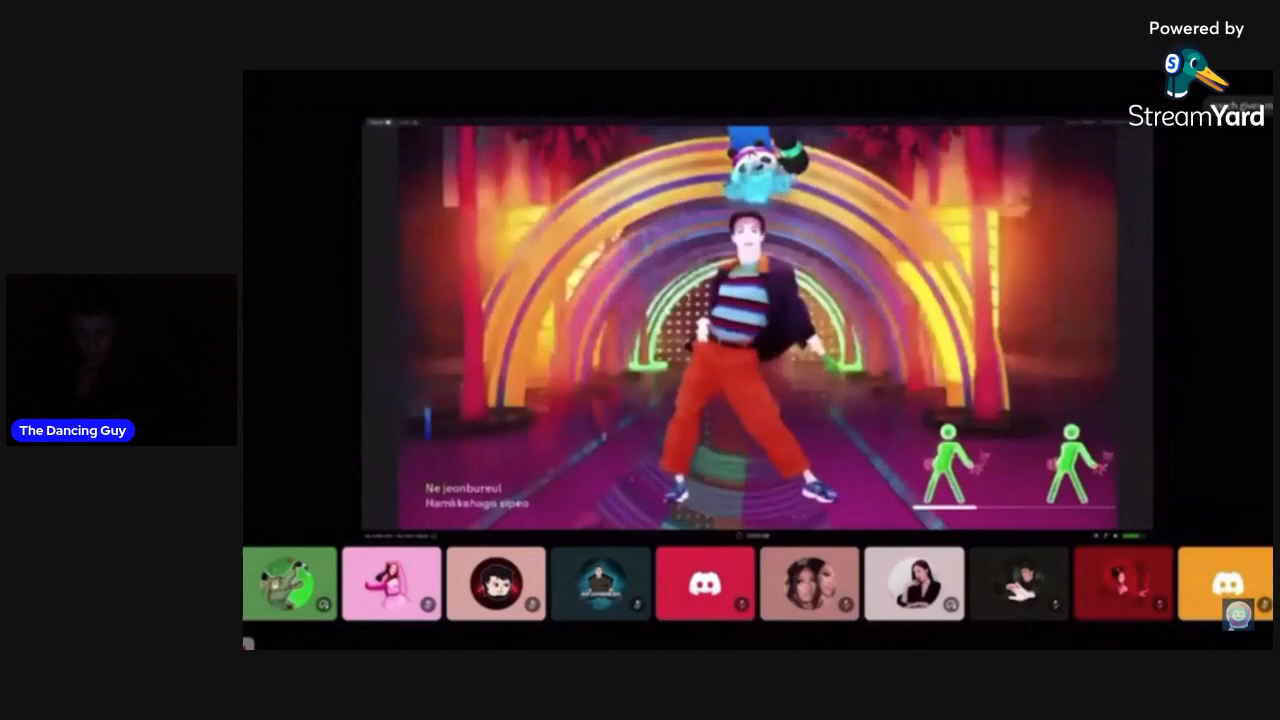 Powered by
StreamYard
The Dancing Guy
Ne jeonbureul
Hamkkehago sipeo